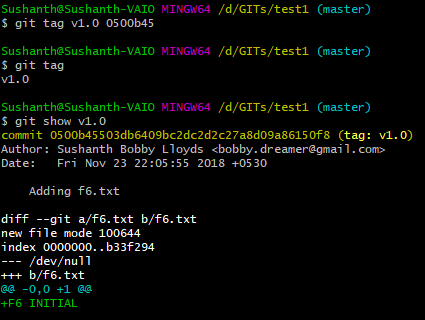 Sushanth@Sushanth-VAIO MINGW64 /d/GITs/test1 (master)
$ git tag v1.0 0500b45
Sushanth@Sushanth-VAIO MINGW64 /d/GITs/test1 (master)
$ git tag
v1.0
Sushanth@Sushanth-VAIO MINGW64 /d/GITs/test1 (master)
$ git show v1.0
commit 0500b45503db6409bc2dc2d2c27a8d09a86150f8 (tag: v1.0)
Author: Sushanth Bobby Lloyds <bobby.dreamer@gmail.com>
Date:   Fri Nov 23 22:05:55 2018 +0530
    Adding f6.txt
diff --git a/f6.txt b/f6.txt
new file mode 100644
index 0000000..b33f294
--- /dev/null
+++ b/f6.txt
@@ -0,0 +1 @@
+F6 INITIAL